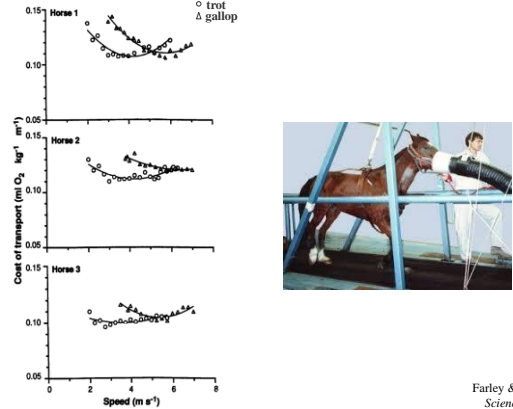 trot
gallop
Horse 1
0.15
0.10
0.05
Horse 2
0.15
0.10
0.05
Horse 3
0.15
0.10
0.05
0 2 4 6 8
Speed (m s⁻¹)
Cost of transport (ml O₂ kg⁻¹ m⁻¹)
Farley &
Scienc